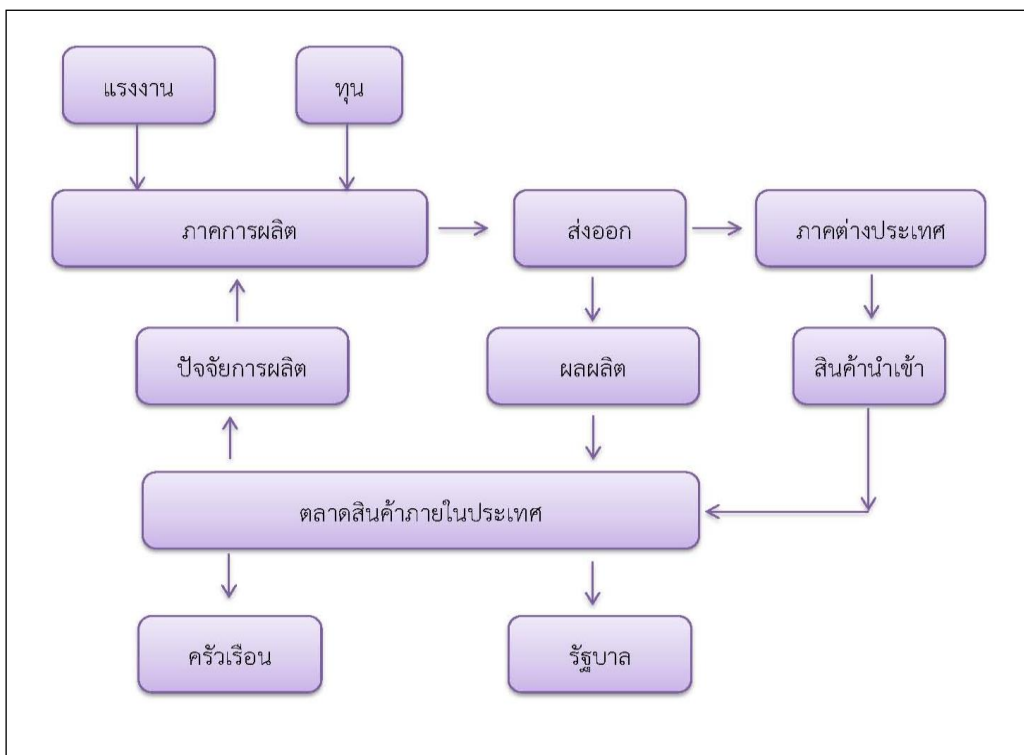 แรงงาน
ทุน
ภาคการผลิต
ส่งออก
ภาคต่างประเทศ
ปัจจัยการผลิต
ผลผลิต
สินค้านำเข้า
ตลาดสินค้าภายในประเทศ
ครัวเรือน
รัฐบาล